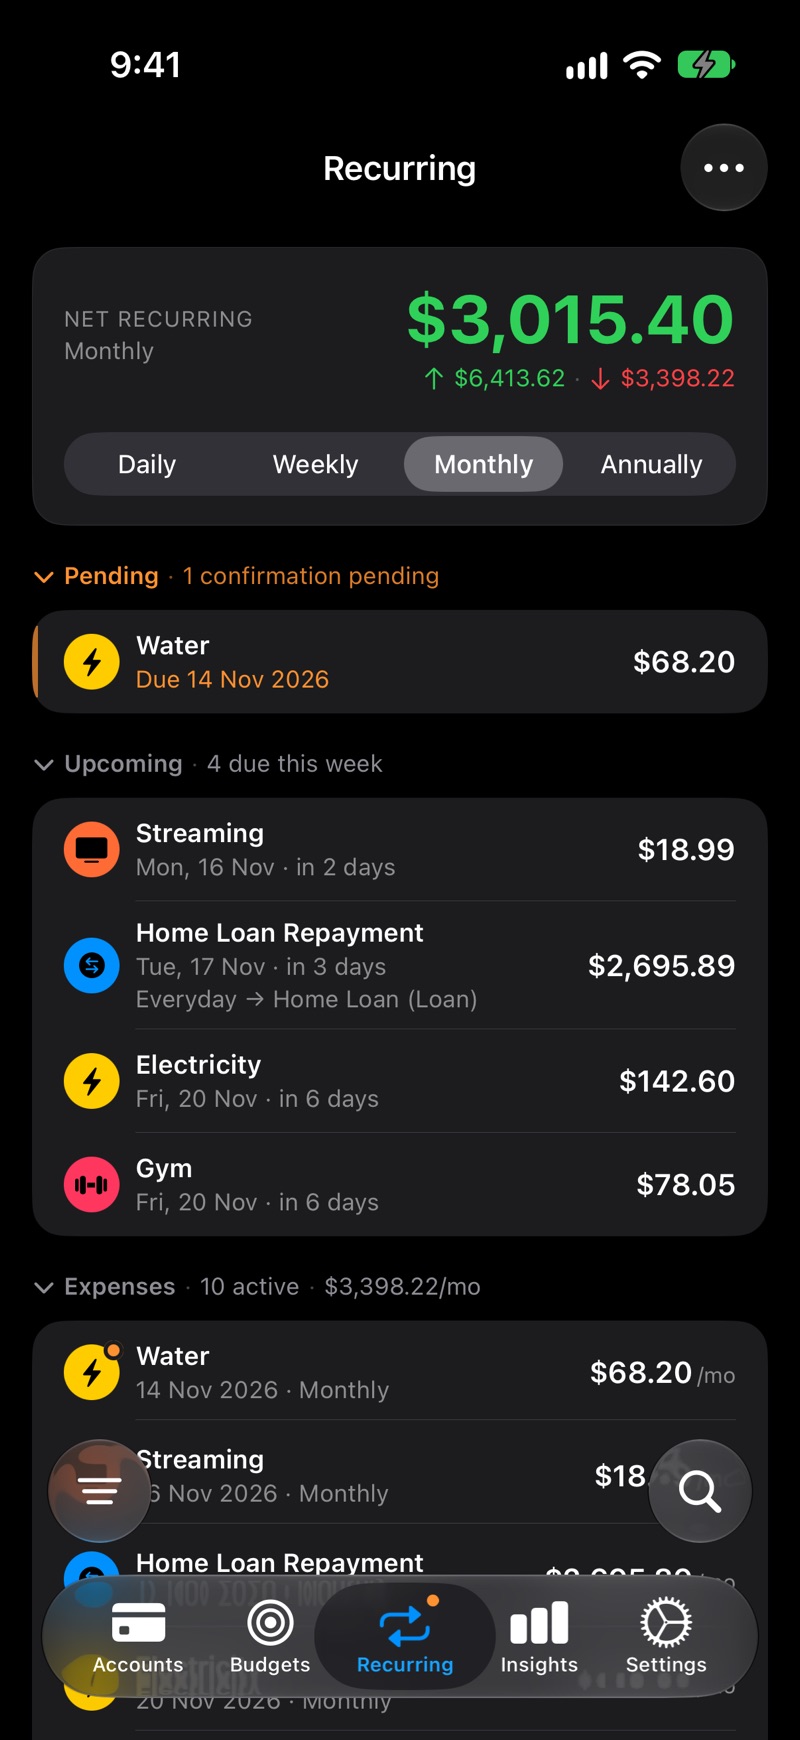 9:41
Recurring
NET RECURRING
Monthly
$3,015.40
↑ $6,413.62 · ↓ $3,398.22
Daily Weekly Monthly Annually
Pending · 1 confirmation pending
Water
Due 14 Nov 2026
$68.20
Upcoming · 4 due this week
Streaming
Mon, 16 Nov · in 2 days
$18.99
Home Loan Repayment
Tue, 17 Nov · in 3 days
Everyday → Home Loan (Loan)
$2,695.89
Electricity
Fri, 20 Nov · in 6 days
$142.60
Gym
Fri, 20 Nov · in 6 days
$78.05
Expenses · 10 active · $3,398.22/mo
Water
14 Nov 2026 · Monthly
$68.20 /mo
Streaming
6 Nov 2026 · Monthly
$18.
Home Loan Repayment
Accounts Budgets Recurring Insights Settings
20 Nov 2026 · Monthly